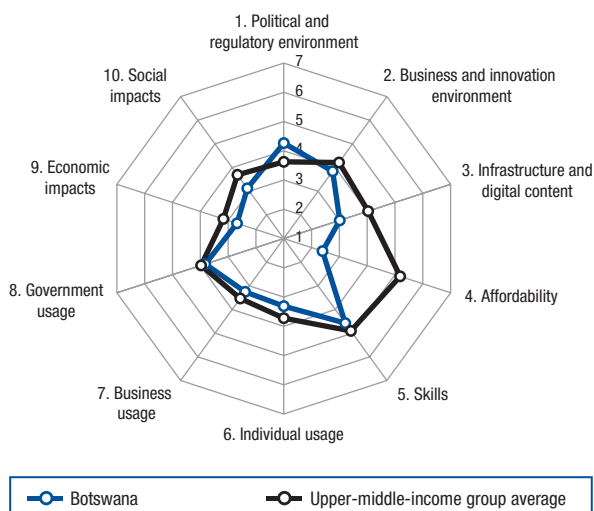 1. Political and
regulatory environment
10. Social
impacts
2. Business and innovation
environment
7
6
5
4
3
2
1
9. Economic
impacts
3. Infrastructure and
digital content
8. Government
usage
4. Affordability
7. Business
usage
5. Skills
6. Individual usage
Botswana
Upper-middle-income group average